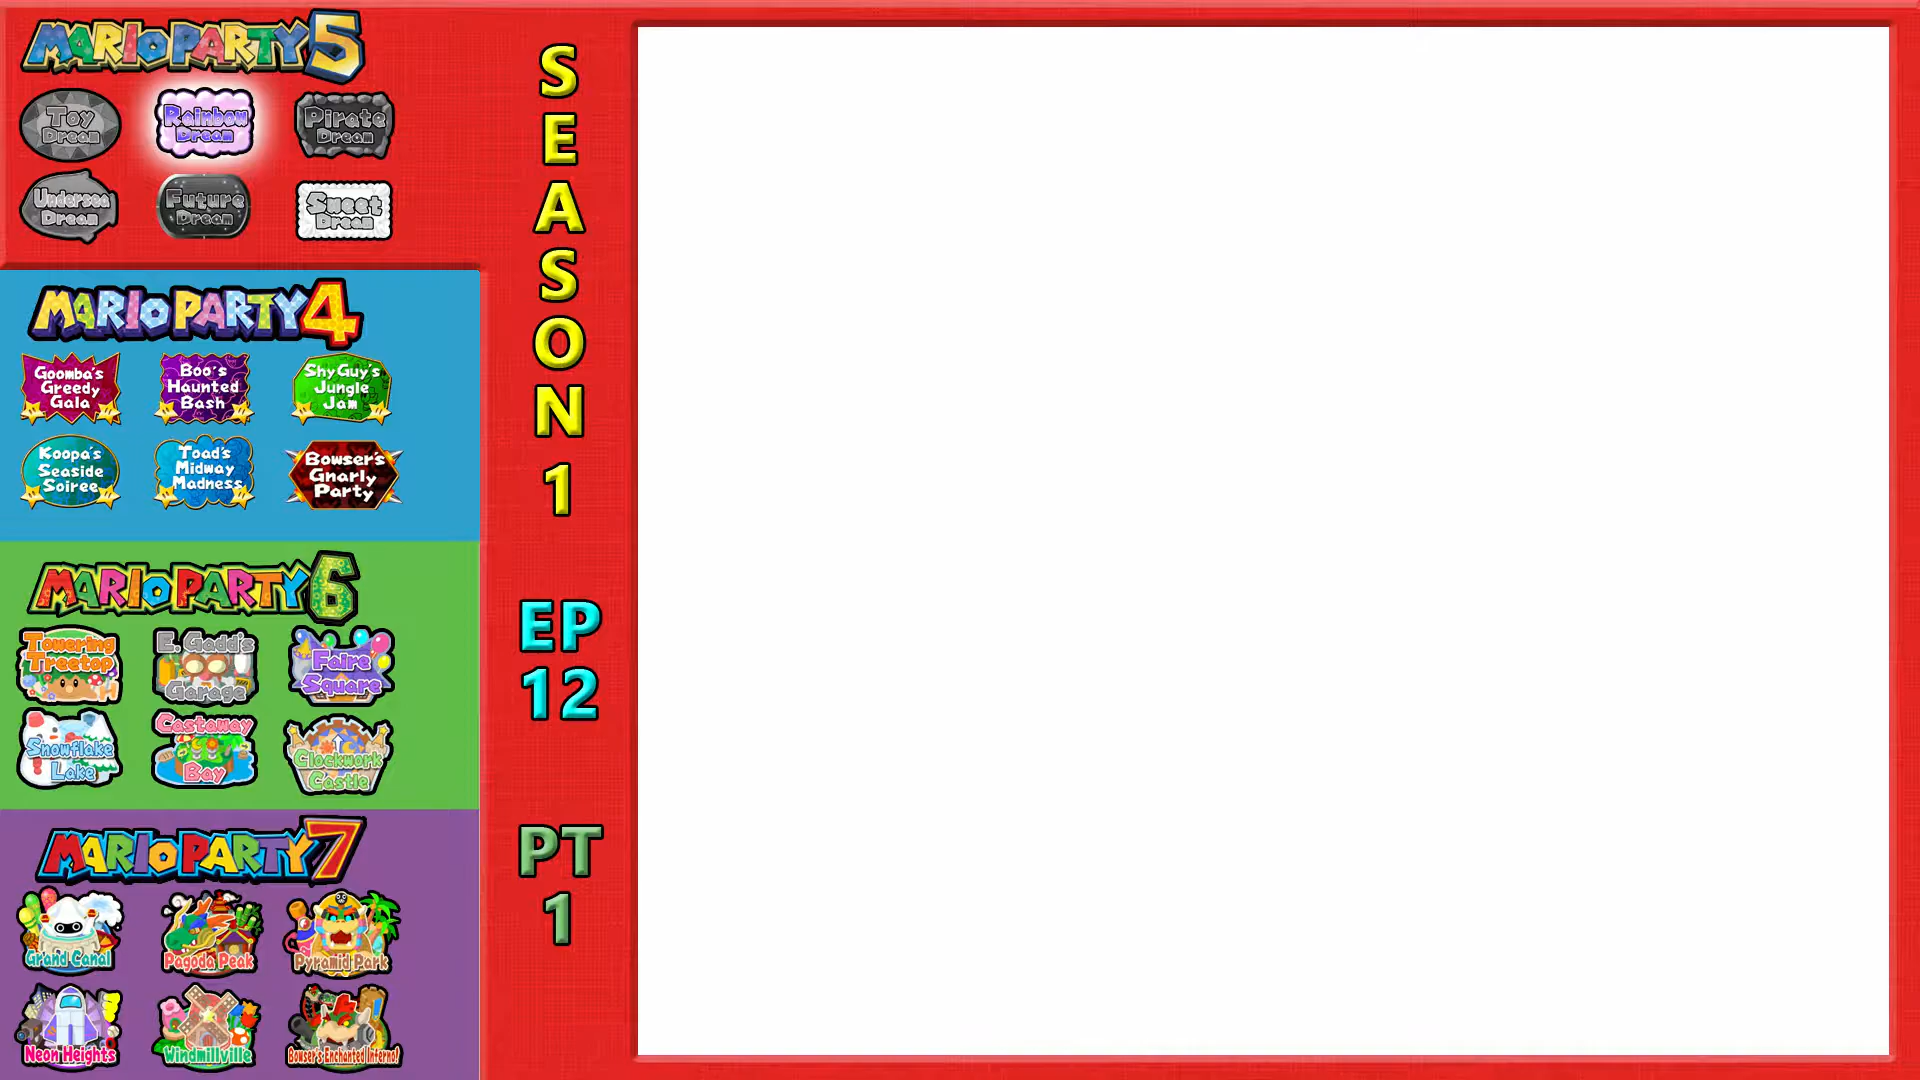 MARIO PARTY 5
Toy Dream
Rainbow Dream
Pirate Dream
Undersea Dream
Future Dream
Sweet Dream
MARIO PARTY 4
Goomba's Greedy Gala
Boo's Haunted Bash
Shy Guy's Jungle Jam
Koopa's Seaside Soiree
Toad's Midway Madness
Bowser's Gnarly Party
MARIO PARTY 6
Towering Treetop
E. Gadd's Garage
Faire Square
Snowflake Lake
Castaway Bay
Clockwork Castle
MARIO PARTY 7
Grand Canal
Pagoda Peak
Pyramid Park
Neon Heights
Windmillville
Bowser's Enchanted Inferno!
SEASON 1
EP
12
PT
1